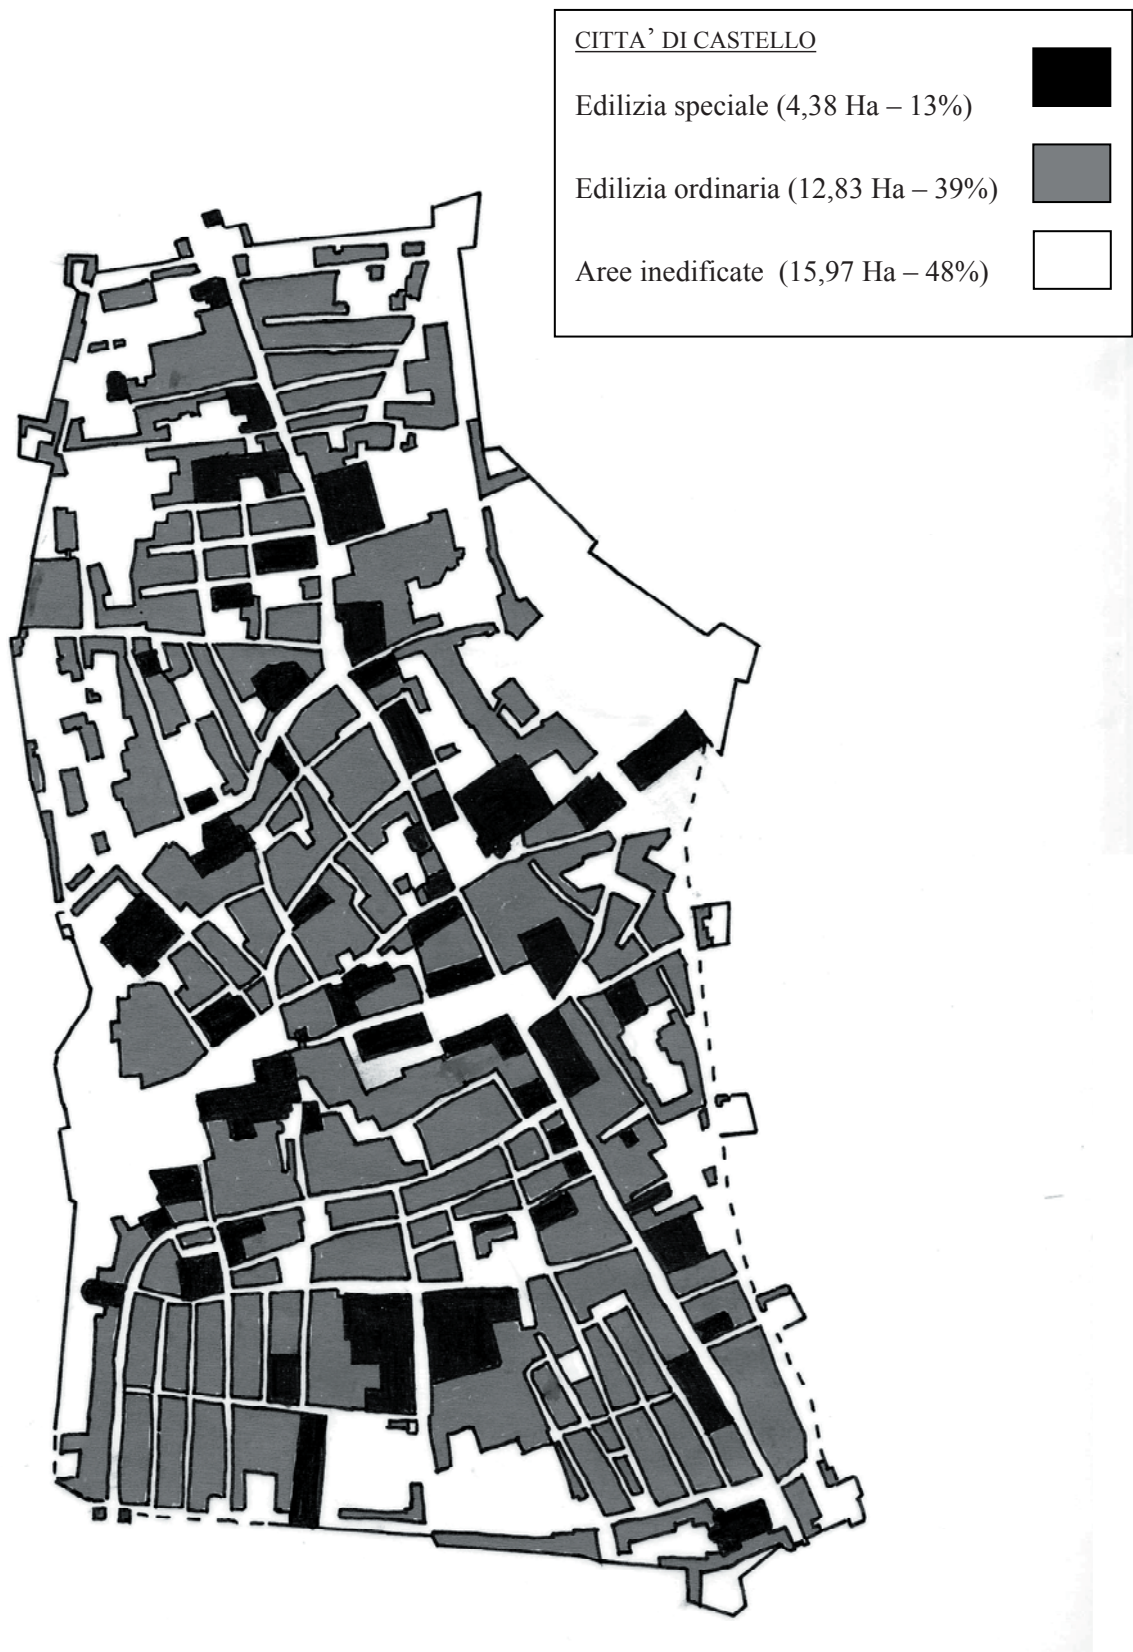 CITTA’ DI CASTELLO
Edilizia speciale (4,38 Ha – 13%)
Edilizia ordinaria (12,83 Ha – 39%)
Aree inedificate (15,97 Ha – 48%)